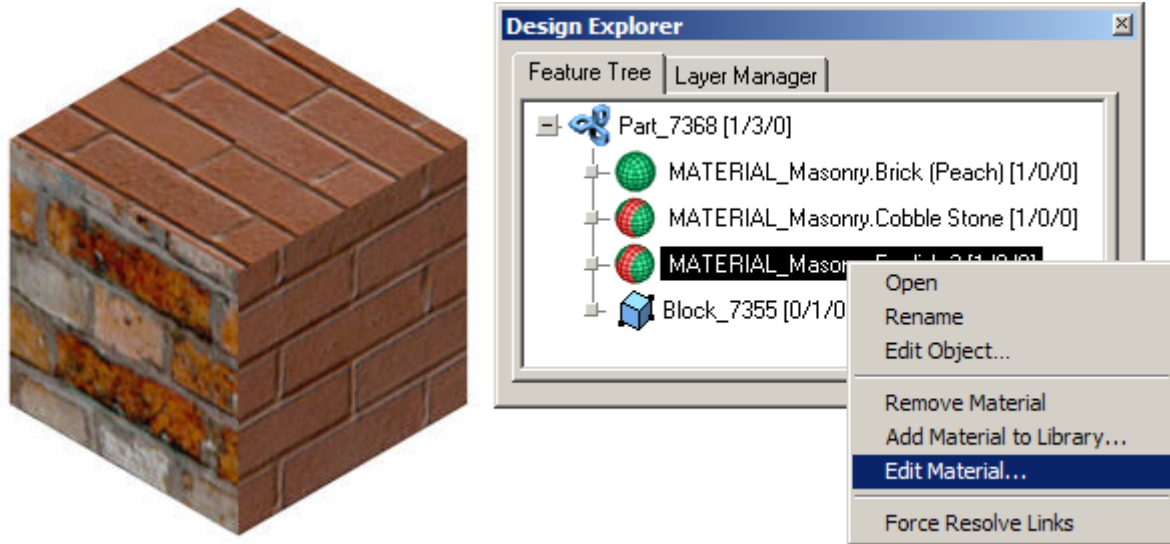 Design Explorer
Feature Tree
Layer Manager
Part_7368 [1/3/0]
MATERIAL_Masonry.Brick (Peach) [1/0/0]
MATERIAL_Masonry.Cobble Stone [1/0/0]
MATERIAL_Mason
Block_7355 [0/1/0
Open
Rename
Edit Object...
Remove Material
Add Material to Library...
Edit Material...
Force Resolve Links